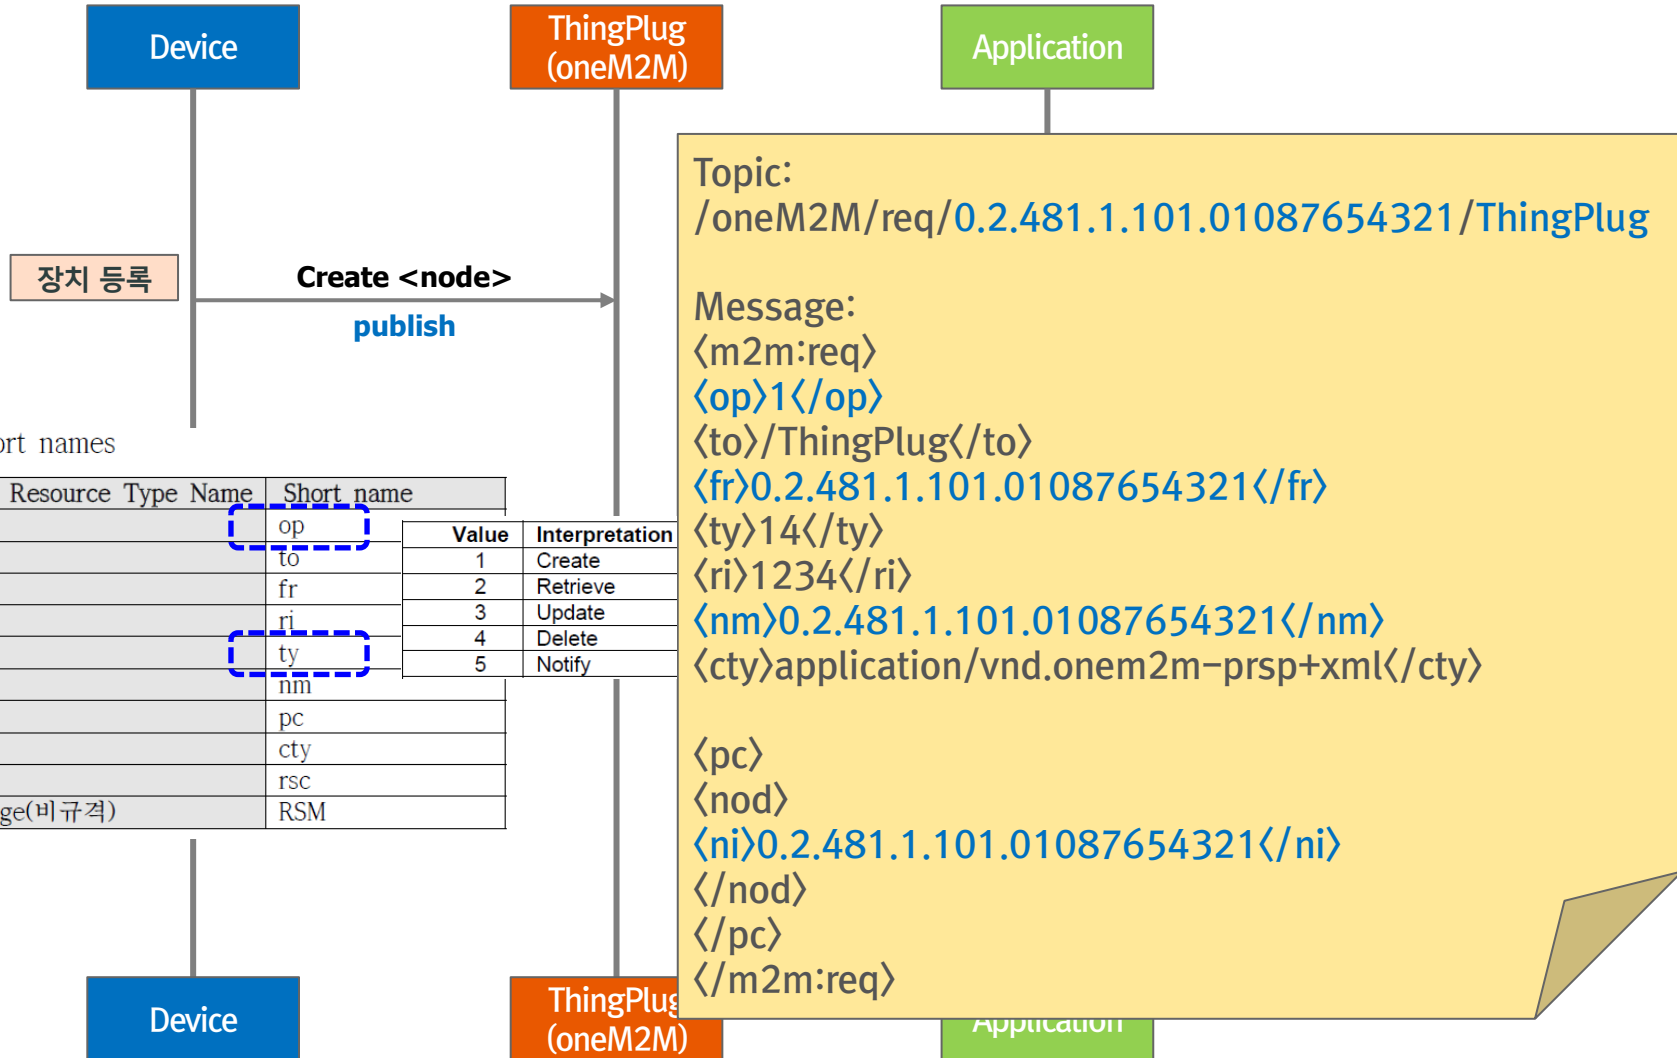 Device
ThingPlug
(oneM2M)
Application
장치 등록
Create <node>
publish
Topic:
/oneM2M/req/0.2.481.1.101.01087654321/ThingPlug
Message:
〈m2m:req〉
〈op〉1〈/op〉
〈to〉/ThingPlug〈/to〉
〈fr〉0.2.481.1.101.01087654321〈/fr〉
〈ty〉14〈/ty〉
〈ri〉1234〈/ri〉
〈nm〉0.2.481.1.101.01087654321〈/nm〉
〈cty〉application/vnd.onem2m-prsp+xml〈/cty〉
〈pc〉
〈nod〉
〈ni〉0.2.481.1.101.01087654321〈/ni〉
〈/nod〉
〈/pc〉
〈/m2m:req〉
ort names
Resource Type Name Short name
op
to
fr
ri
ty
nm
pc
cty
rsc
ge(비규격) RSM
Value Interpretation
1 Create
2 Retrieve
3 Update
4 Delete
5 Notify
Device
ThingPlug
(oneM2M)
Application